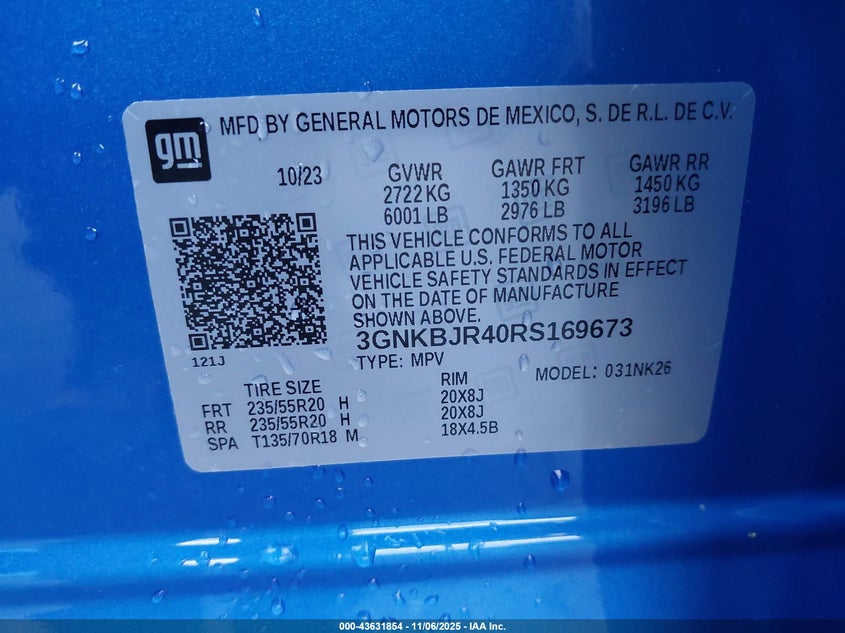 gm MFD BY GENERAL MOTORS DE MEXICO, S. DE R.L. DE C.V.
10/23 GVWR GAWR FRT GAWR RR
2722 KG 1350 KG 1450 KG
6001 LB 2976 LB 3196 LB
THIS VEHICLE CONFORMS TO ALL
APPLICABLE U.S. FEDERAL MOTOR
VEHICLE SAFETY STANDARDS IN EFFECT
ON THE DATE OF MANUFACTURE
SHOWN ABOVE.
3GNKBJR40RS169673
121J
TYPE: MPV MODEL: 031NK26
TIRE SIZE RIM
FRT 235/55R20 H 20X8J
RR 235/55R20 H 20X8J
SPA T135/70R18 M 18X4.5B
000-43631854 - 11/06/2025 - IAA Inc.